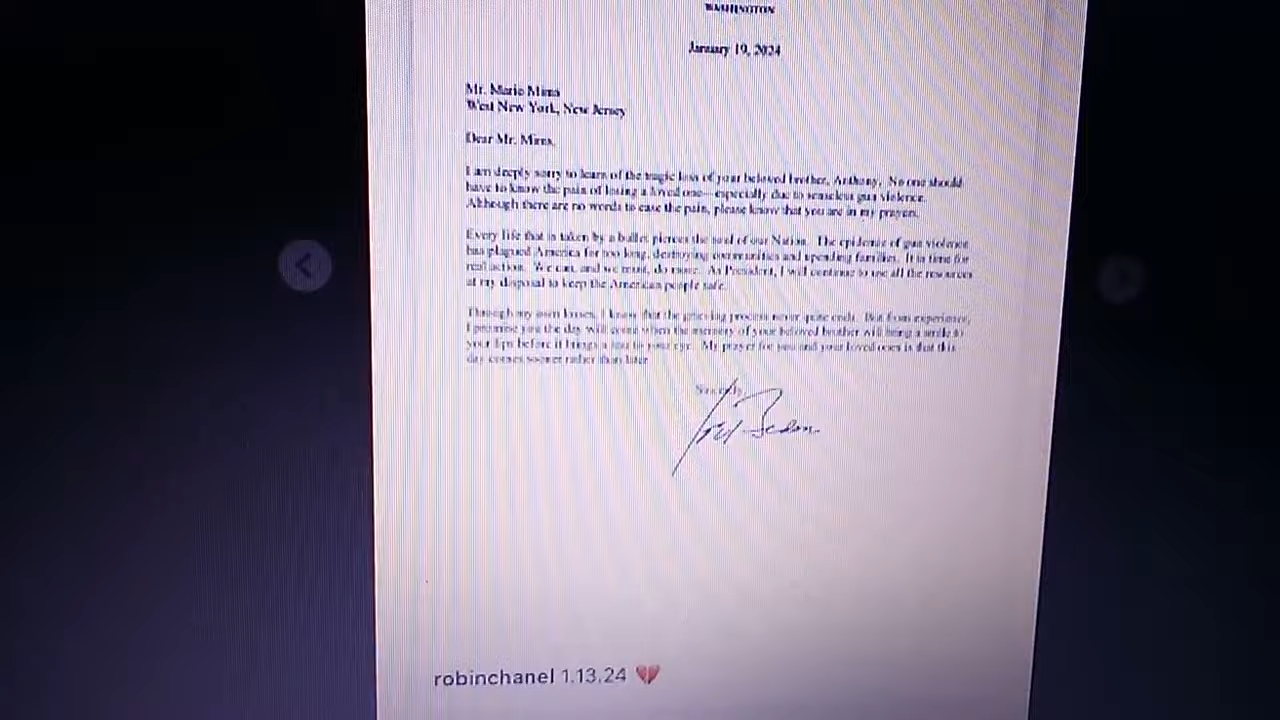 WASHINGTON
January 19, 2024
Mr. Mario
West New York, New Jersey
Dear Mr.
I am deeply sorry to learn of the tragic loss of your beloved brother, Anthony. No one should
have to know the pain of losing a loved one—especially due to senseless gun violence.
Although there are no words to ease the pain, please know that you are in my prayers.
Every life that is taken by a bullet pierces the soul of our Nation. The epidemic of gun violence
has plagued America for too long, destroying communities and upending families. It is time for
real action. We can, and we must, do more. As President, I will continue to use all the resources
at my disposal to keep the American people safe.
Through my own losses, I know that the grieving process never quite ends. But from experience,
I promise you the day will come when the memory of your beloved brother will bring a smile to
your lips before it brings a tear to your eye. My prayer for you and your loved ones is that this
day comes sooner rather than later.
Sincerely,
robinchanel 1.13.24 💔